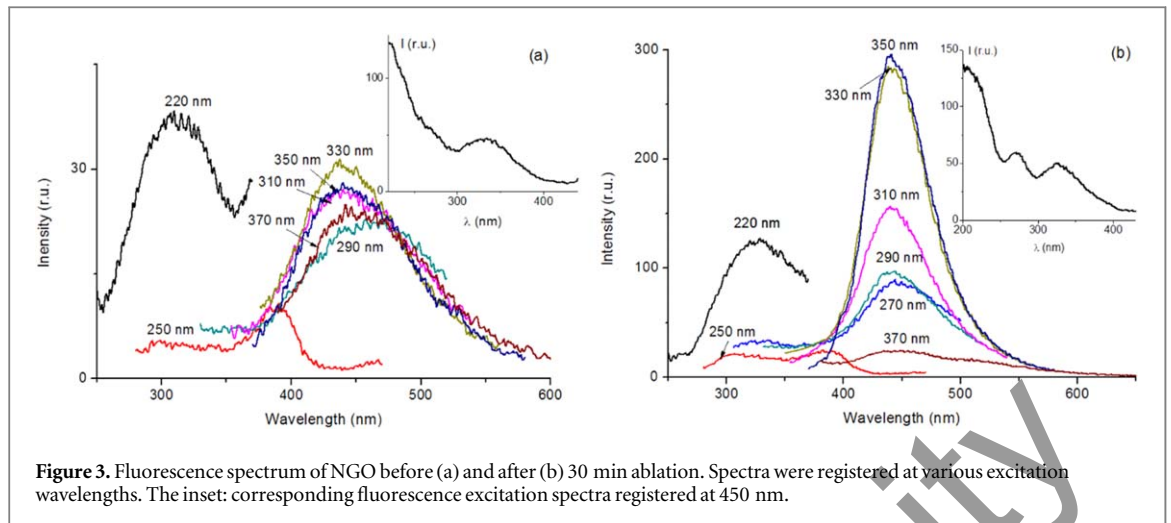 (a)
I (r.u.)
100
0
300
400
λ (nm)
220 nm
350 nm
330 nm
310 nm
370 nm
290 nm
250 nm
30
0
Inensity (r.u.)
300
400
500
600
Wavelength (nm)
(b)
I (r.u.)
150
100
50
0
200
300
400
λ (nm)
350 nm
330 nm
310 nm
220 nm
290 nm
270 nm
250 nm
370 nm
300
200
100
0
Intensity (r.u.)
300
400
500
600
Wavelength (nm)
Figure 3. Fluorescence spectrum of NGO before (a) and after (b) 30 min ablation. Spectra were registered at various excitation
wavelengths. The inset: corresponding fluorescence excitation spectra registered at 450 nm.